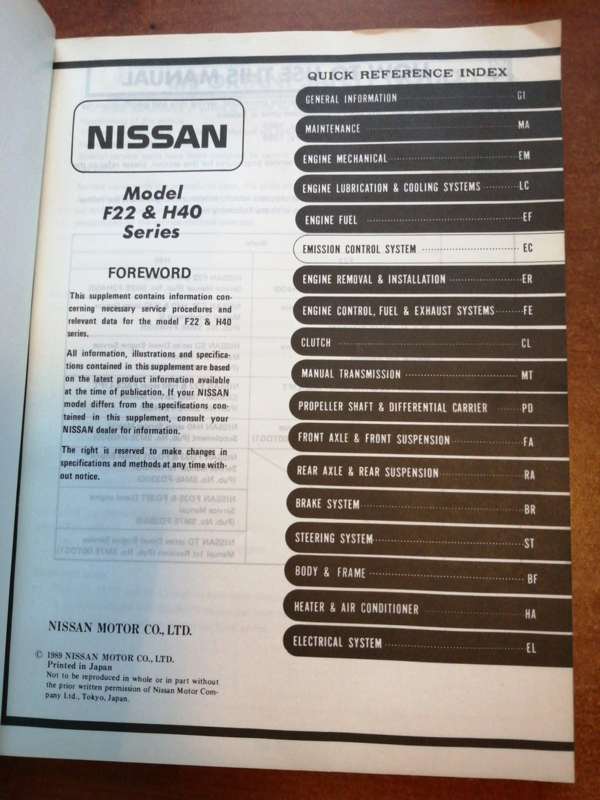 NISSAN
Model
F22 & H40
Series
FOREWORD
This supplement contains information con-
cerning necessary service procedures and
relevant data for the model F22 & H40
series.
All information, illustrations and specifica-
tions contained in this supplement are based
on the latest product information available
at the time of publication. If your NISSAN
model differs from the specifications con-
tained in this supplement, consult your
NISSAN dealer for information.
The right is reserved to make changes in
specifications and methods at any time with-
out notice.
NISSAN MOTOR CO., LTD.
© 1989 NISSAN MOTOR CO., LTD.
Printed in Japan
Not to be reproduced in whole or in part without
the prior written permission of Nissan Motor Com-
pany Ltd., Tokyo, Japan.
QUICK REFERENCE INDEX
GENERAL INFORMATION GI
MAINTENANCE MA
ENGINE MECHANICAL EM
ENGINE LUBRICATION & COOLING SYSTEMS LC
ENGINE FUEL EF
EMISSION CONTROL SYSTEM EC
ENGINE REMOVAL & INSTALLATION ER
ENGINE CONTROL, FUEL & EXHAUST SYSTEMS FE
CLUTCH CL
MANUAL TRANSMISSION MT
PROPELLER SHAFT & DIFFERENTIAL CARRIER PD
FRONT AXLE & FRONT SUSPENSION FA
REAR AXLE & REAR SUSPENSION RA
BRAKE SYSTEM BR
STEERING SYSTEM ST
BODY & FRAME BF
HEATER & AIR CONDITIONER HA
ELECTRICAL SYSTEM EL